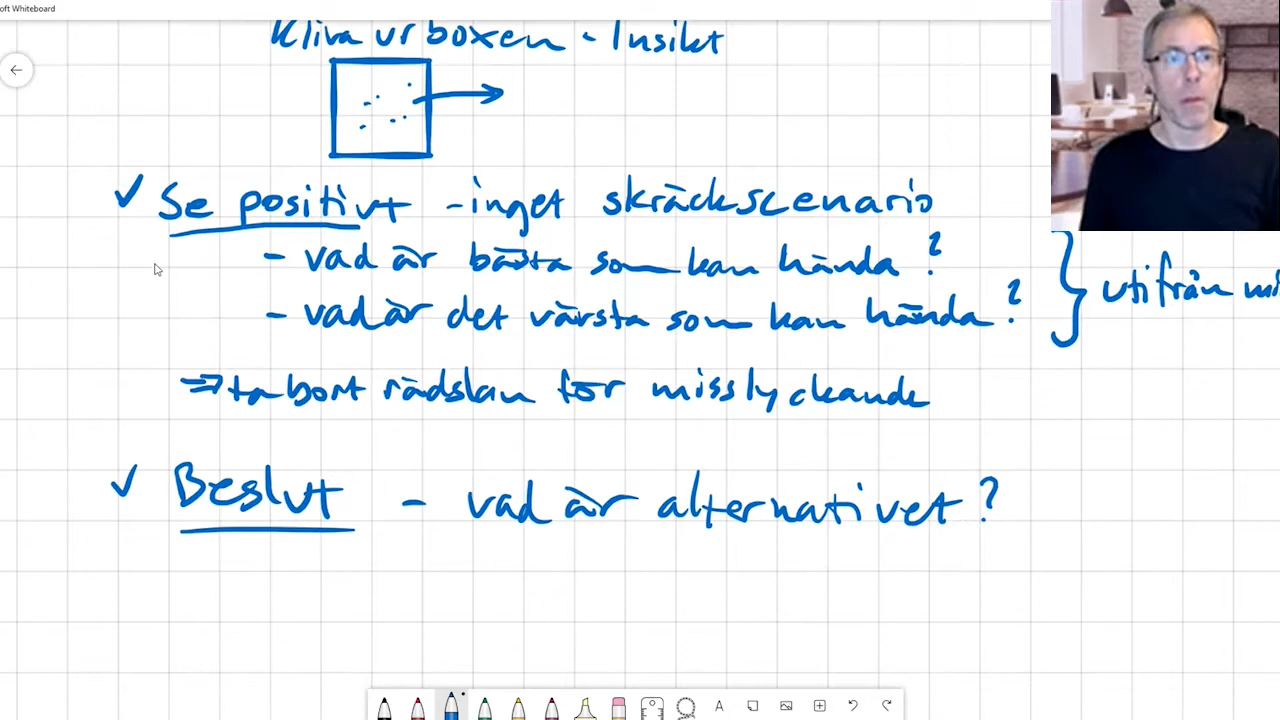 oft Whiteboard
Kliva ur boxen - Insikt
✓ Se positivt - inget skräckscenario
- vad är bästa som kan hända?
- vad är det värsta som kan hända?
} utifrån
⇒ ta bort rädslan för misslyckande
✓ Beslut - vad är alternativet?
A